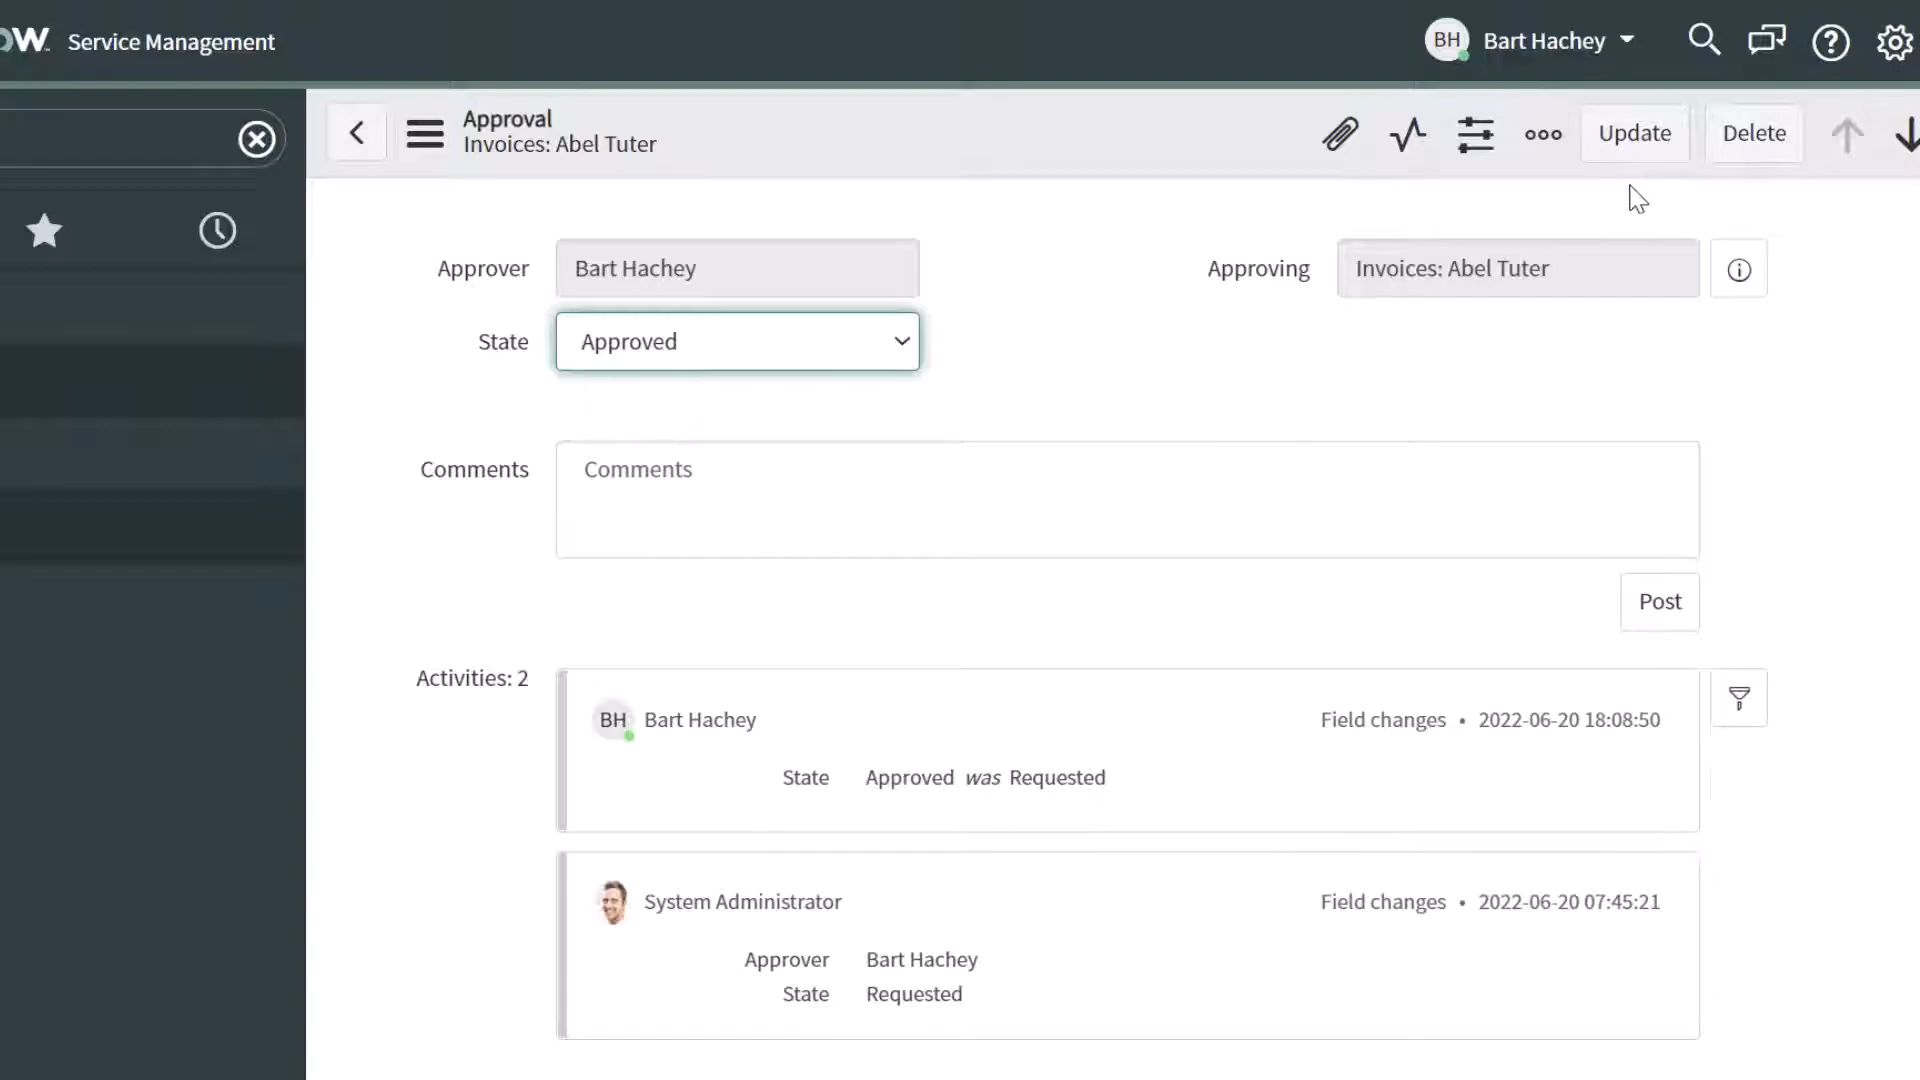 OW Service Management
BH Bart Hachey
Approval
Invoices: Abel Tuter
Update
Delete
Approver Bart Hachey
Approving Invoices: Abel Tuter
State Approved
Comments Comments
Post
Activities: 2
BH Bart Hachey Field changes • 2022-06-20 18:08:50
State Approved was Requested
System Administrator Field changes • 2022-06-20 07:45:21
Approver Bart Hachey
State Requested